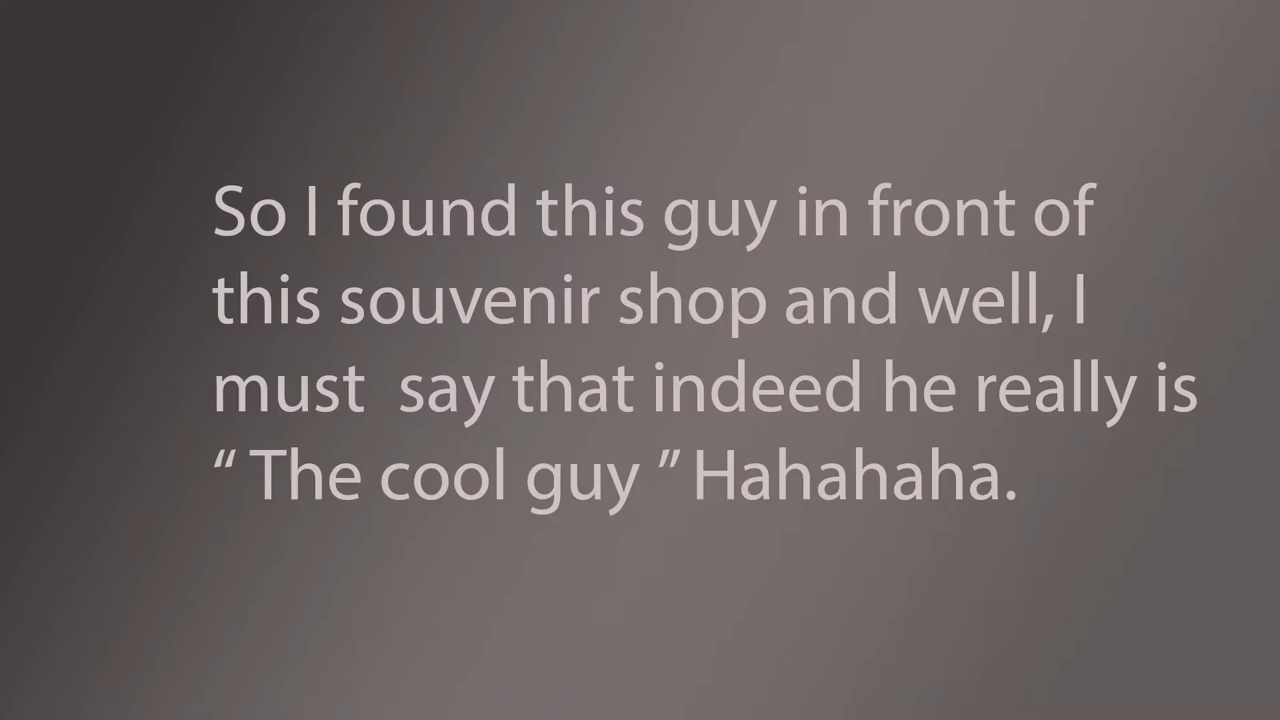 So I found this guy in front of
this souvenir shop and well, I
must  say that indeed he really is
“ The cool guy ” Hahahaha.